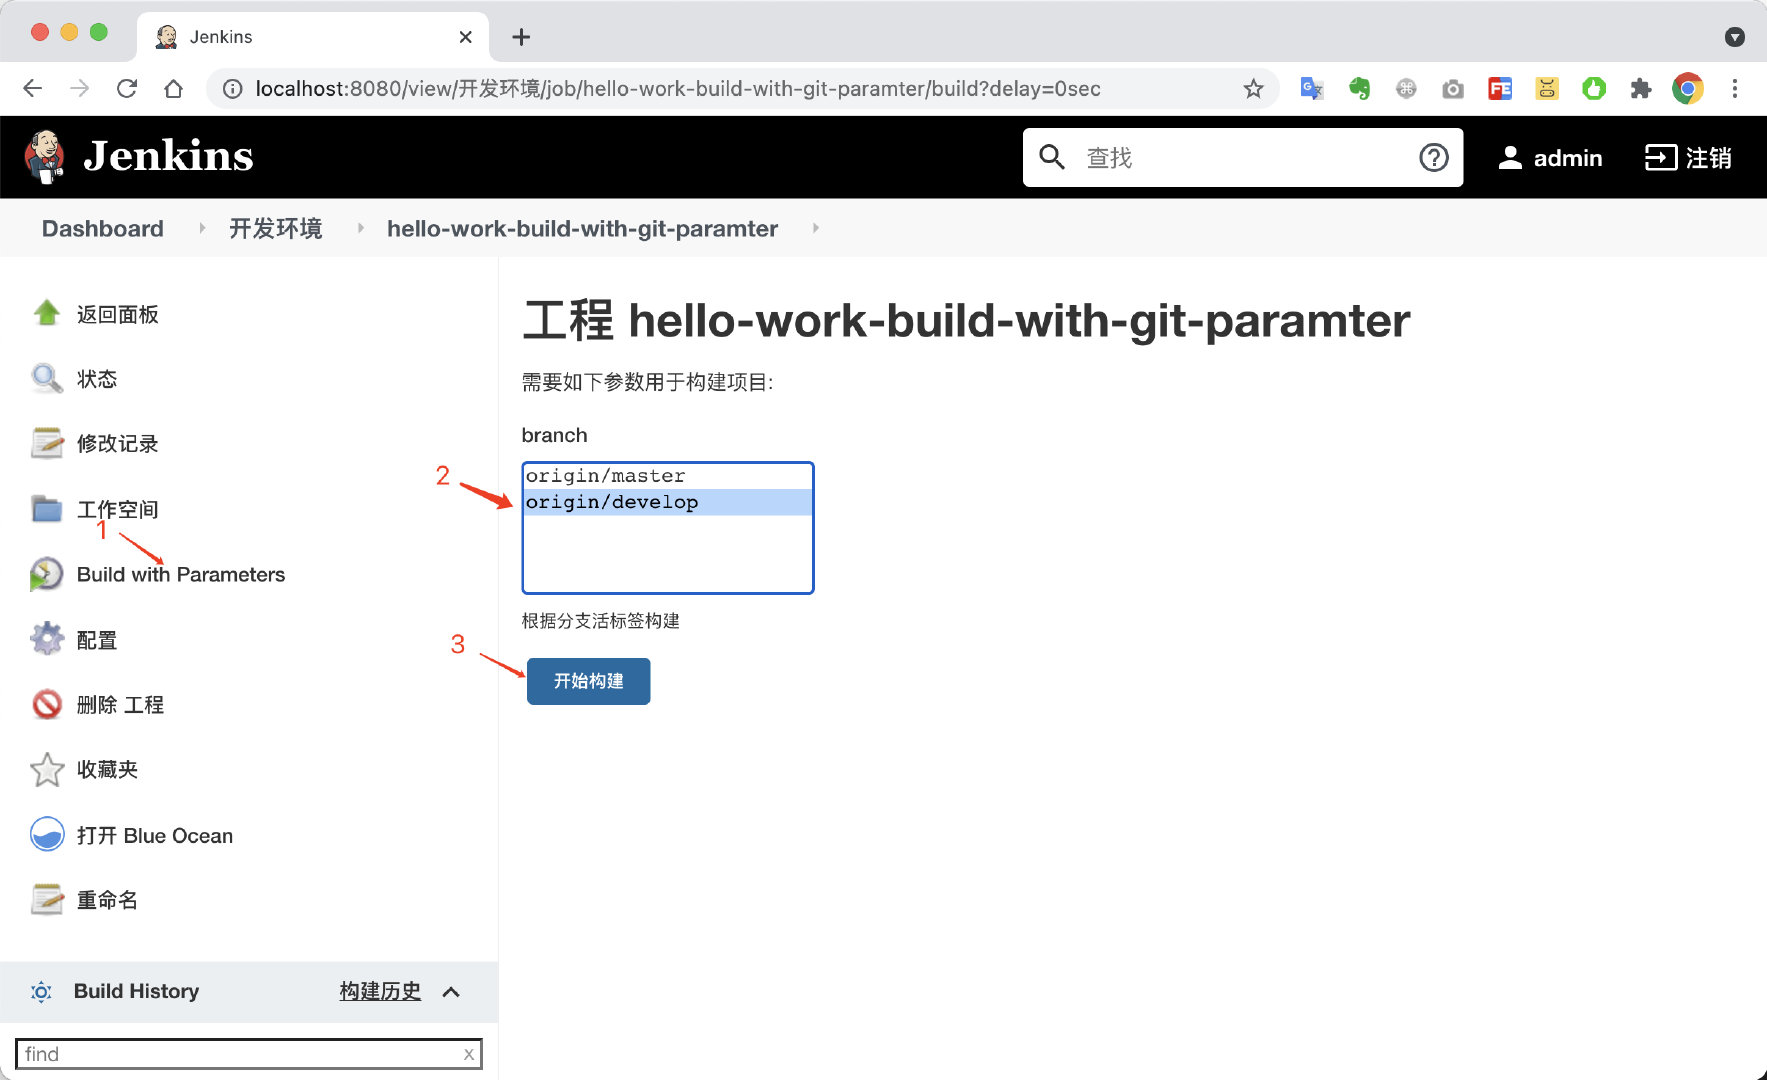 Jenkins
localhost:8080/view/开发环境/job/hello-work-build-with-git-paramter/build?delay=0sec
FE
Jenkins
查找
admin
注销
Dashboard
开发环境
hello-work-build-with-git-paramter
返回面板
状态
修改记录
工作空间
1
Build with Parameters
配置
删除 工程
收藏夹
打开 Blue Ocean
重命名
Build History
构建历史
find
x
工程 hello-work-build-with-git-paramter
需要如下参数用于构建项目:
branch
2
origin/master
origin/develop
根据分支活标签构建
3
开始构建